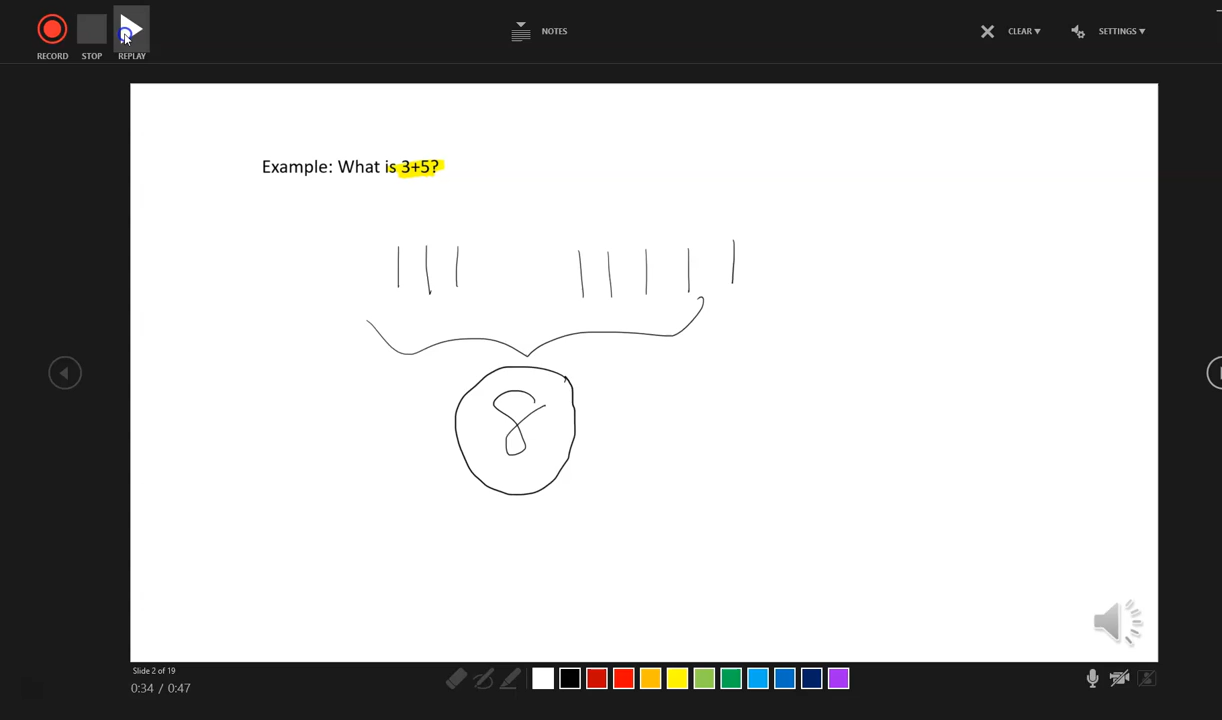 RECORD STOP REPLAY
NOTES
CLEAR SETTINGS
Example: What is 3+5?
8
Slide 2 of 19
0:34 / 0:47